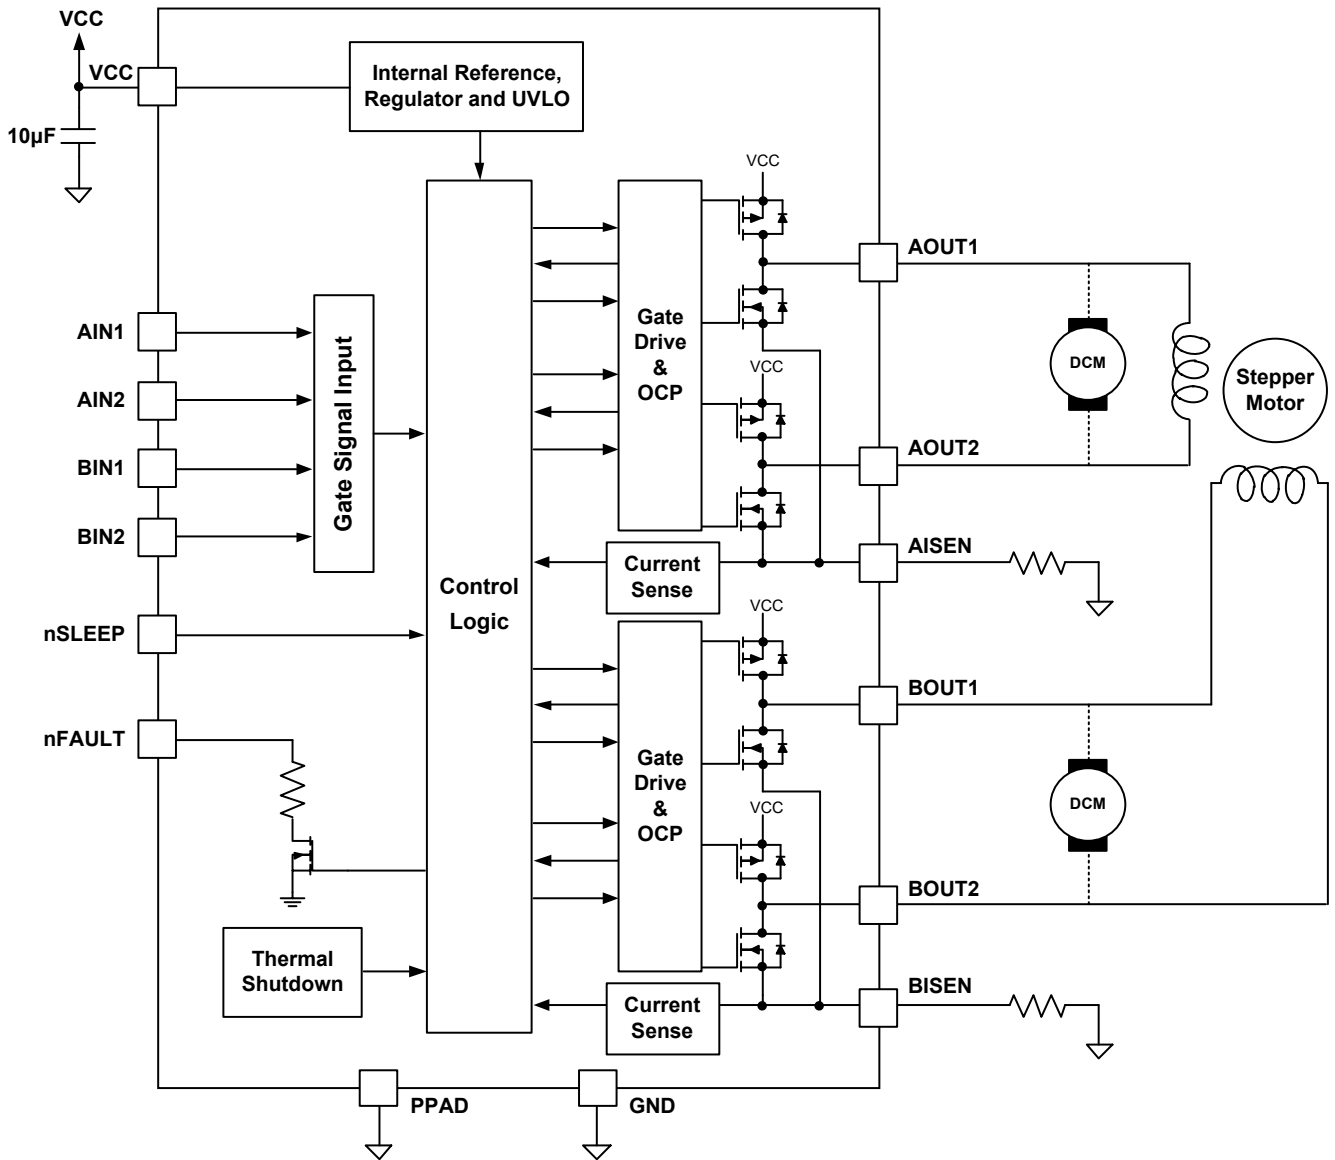 VCC
VCC
10µF
Internal Reference,
Regulator and UVLO
VCC
AOUT1
AIN1
AIN2
BIN1
BIN2
Gate Signal Input
Gate
Drive
&
OCP
VCC
DCM
Stepper
Motor
AOUT2
AISEN
Current
Sense
Control
Logic
VCC
nSLEEP
BOUT1
nFAULT
Gate
Drive
&
OCP
VCC
DCM
BOUT2
Thermal
Shutdown
BISEN
Current
Sense
PPAD
GND